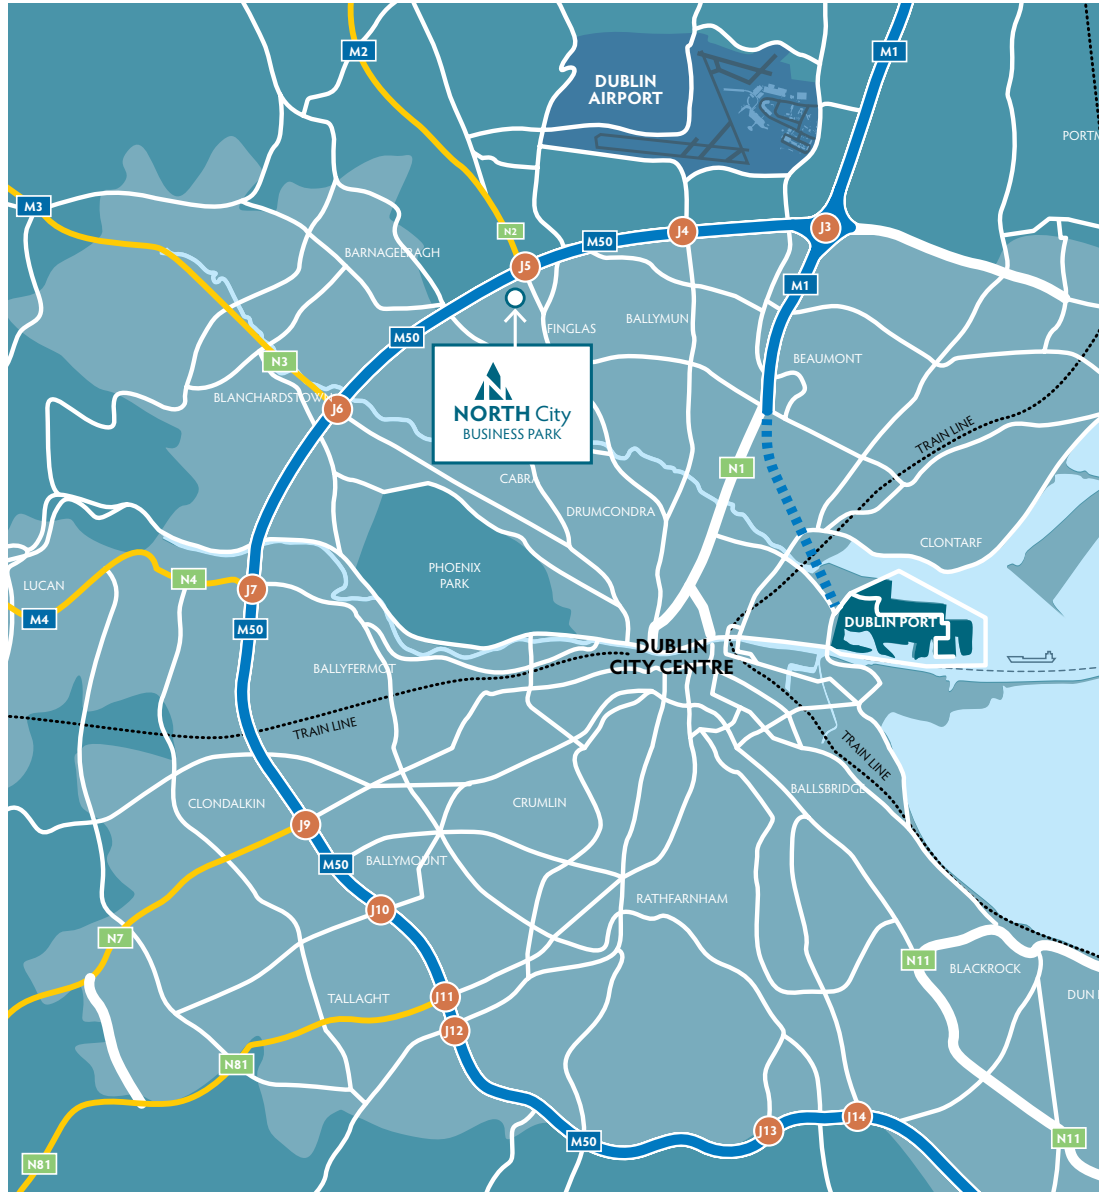 M2
M1
DUBLIN
AIRPORT
M3
N2
J4
J3
M50
BARNAGEERAGH
J5
M1
FINGLAS
BALLYMUN
M50
BEAUMONT
N3
BLANCHARDSTOWN
J6
NORTH City
BUSINESS PARK
TRAIN LINE
N1
CABRA
DRUMCONDRA
CLONTARF
PHOENIX
PARK
LUCAN
N4
J7
M4
M50
DUBLIN PORT
DUBLIN
CITY CENTRE
BALLYFERMOT
TRAIN LINE
TRAIN LINE
BALLSBRIDGE
CLONDALKIN
CRUMLIN
J9
M50
BALLYMOUNT
RATHFARNHAM
J10
N7
N11
BLACKROCK
TALLAGHT
J11
J12
N81
J14
J13
M50
N11
N81